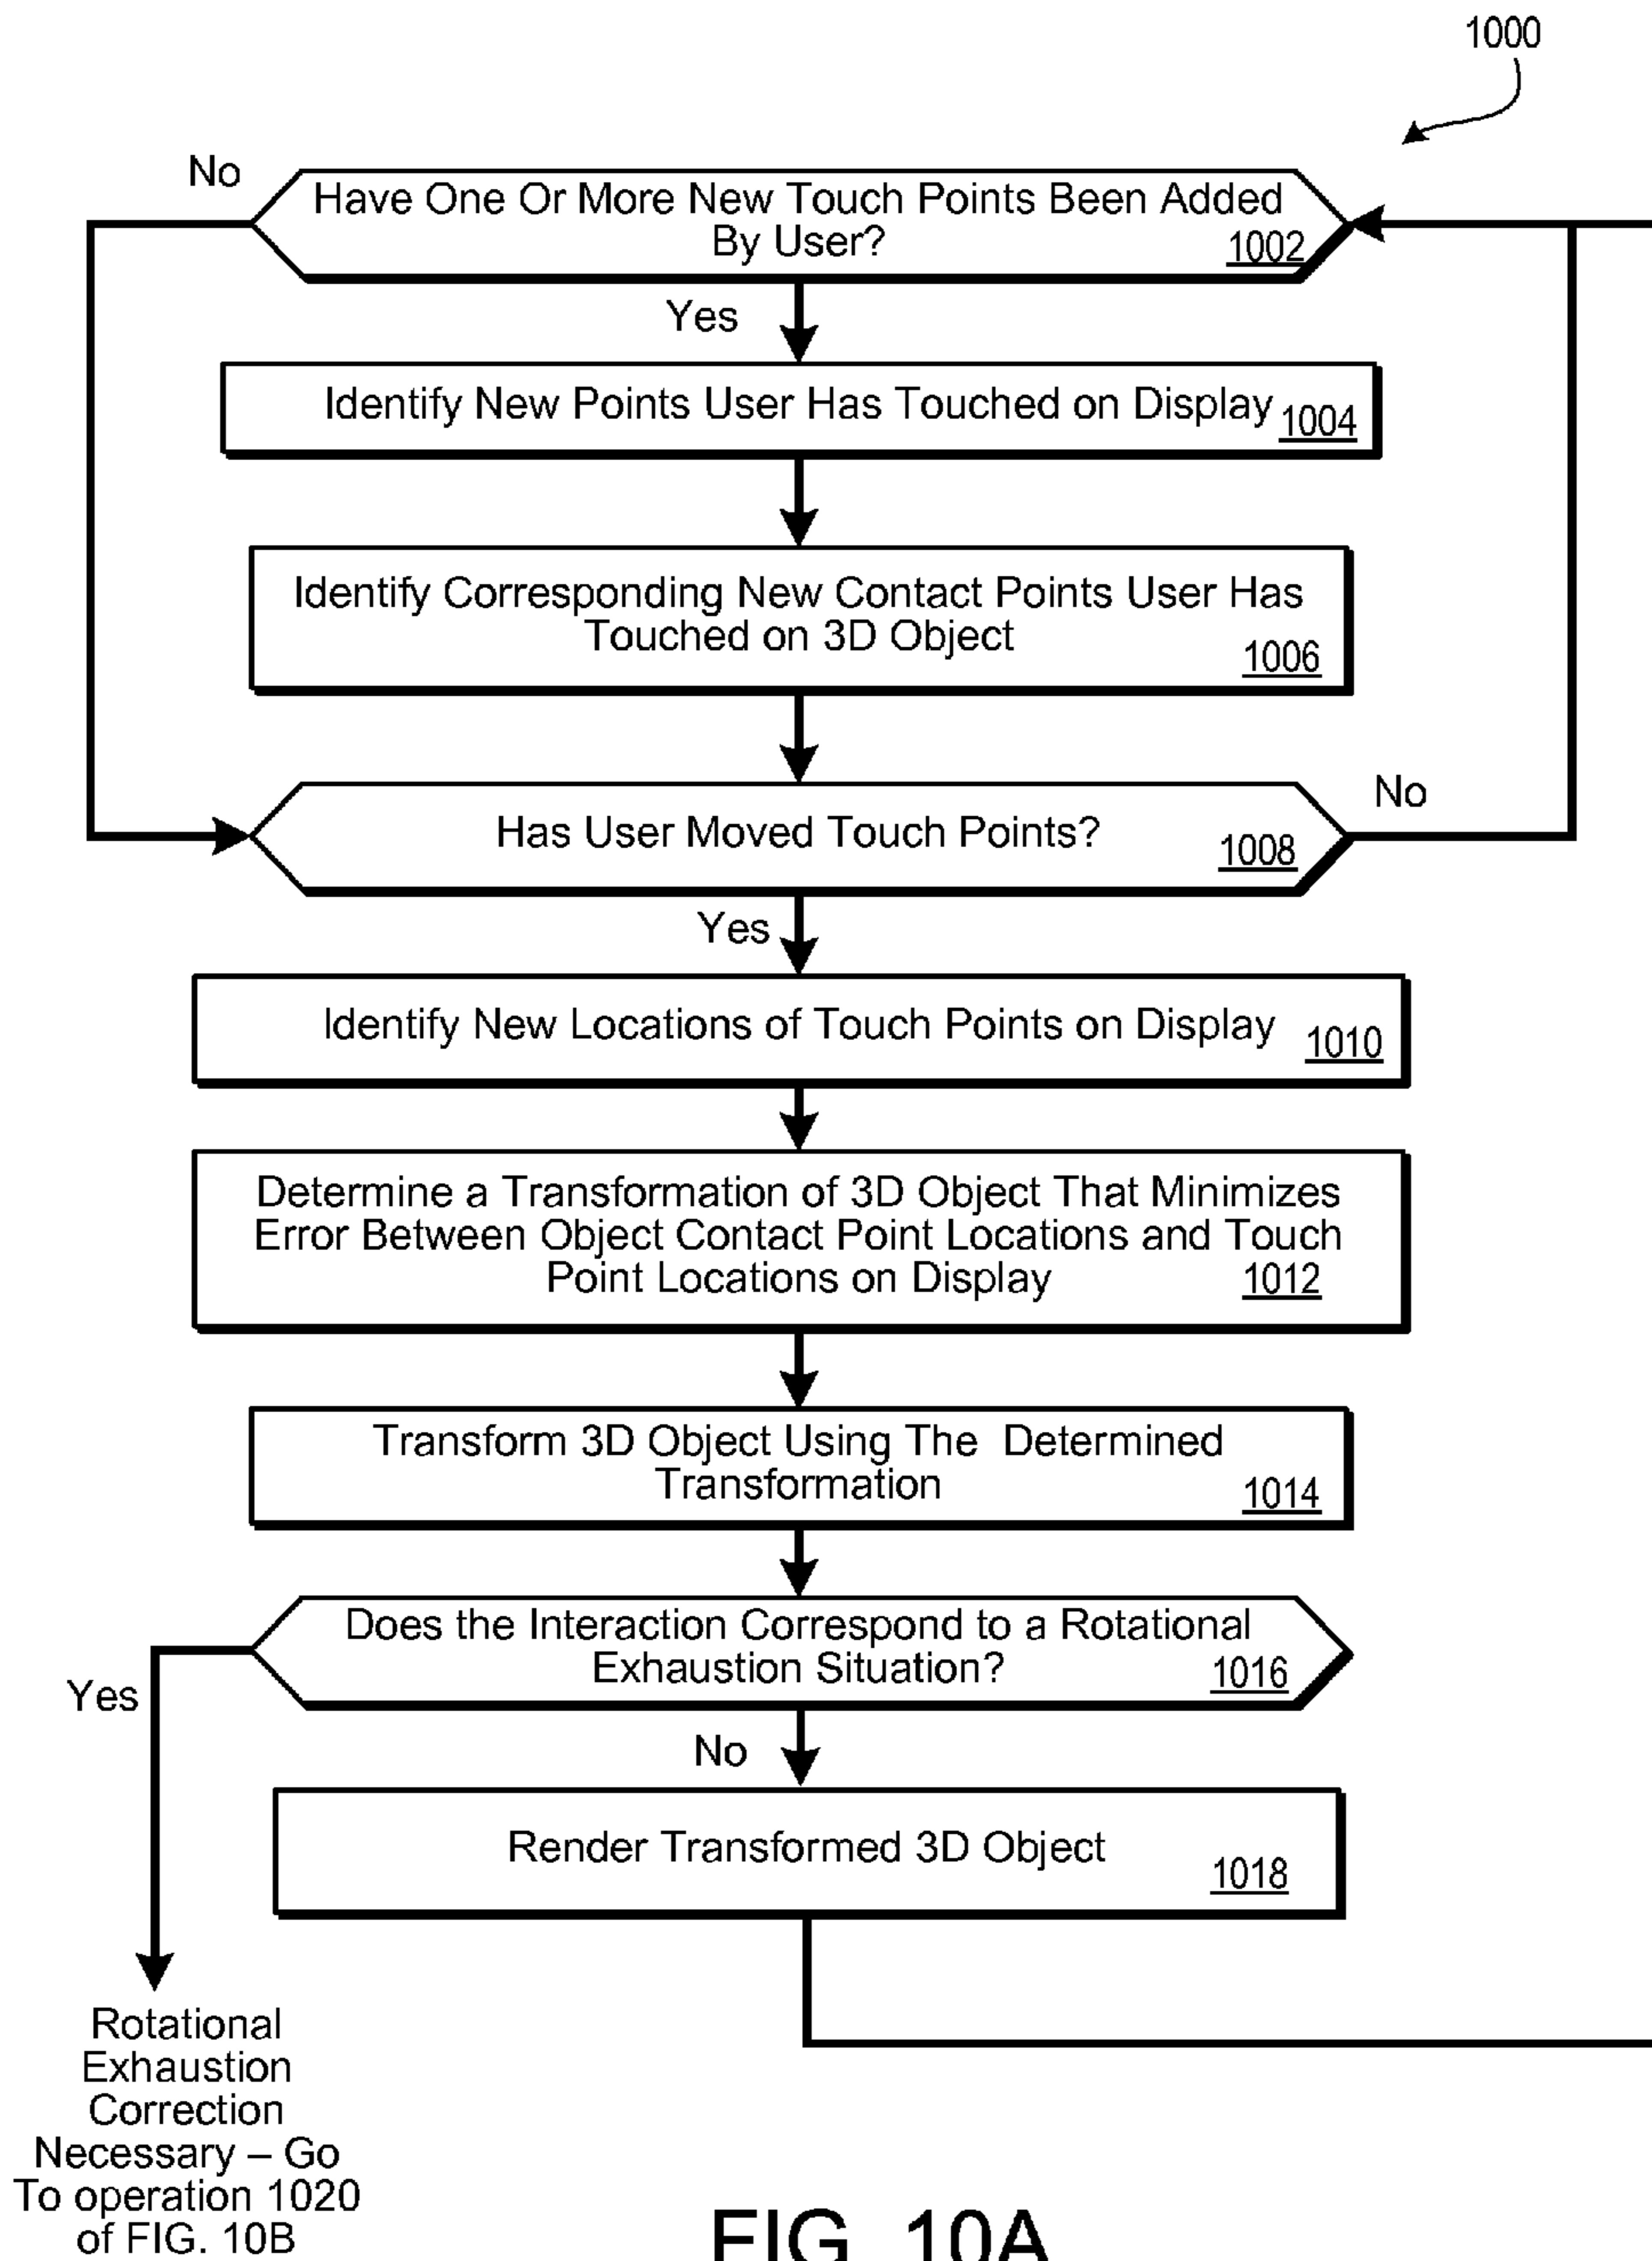 1000
No
Have One Or More New Touch Points Been Added
By User?
1002
Yes
Identify New Points User Has Touched on Display
1004
Identify Corresponding New Contact Points User Has
Touched on 3D Object
1006
Has User Moved Touch Points?
1008
No
Yes
Identify New Locations of Touch Points on Display
1010
Determine a Transformation of 3D Object That Minimizes
Error Between Object Contact Point Locations and Touch
Point Locations on Display
1012
Transform 3D Object Using The Determined
Transformation
1014
Does the Interaction Correspond to a Rotational
Exhaustion Situation?
1016
Yes
No
Render Transformed 3D Object
1018
Rotational
Exhaustion
Correction
Necessary – Go
To operation 1020
of FIG. 10B
FIG. 10A